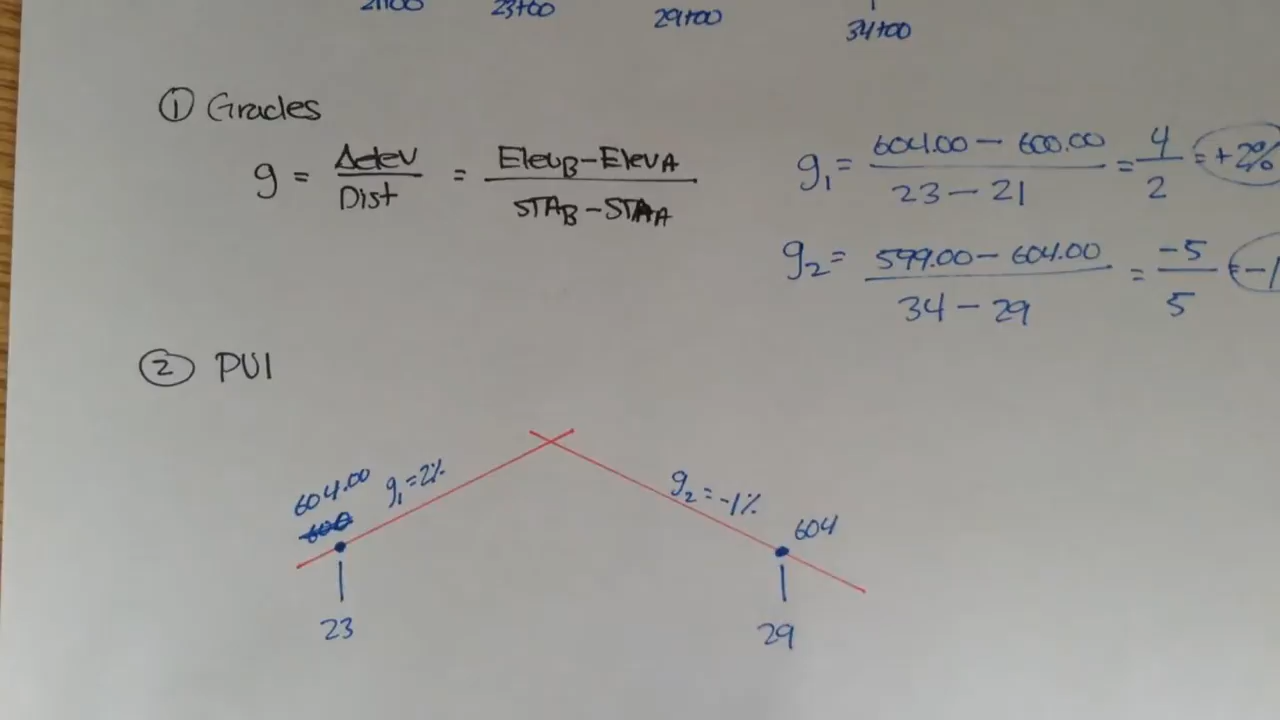 21+00 23+00 29+00 34+00
① Grades
g = Δelev / Dist = ElevB - ElevA / STAB - STAA
g1 = 604.00 - 600.00 / 23 - 21 = 4 / 2 = +2%
g2 = 599.00 - 604.00 / 34 - 29 = -5 / 5 = -1
② PVI
604.00
600
g1 = 2%
g2 = -1%
604
23
29